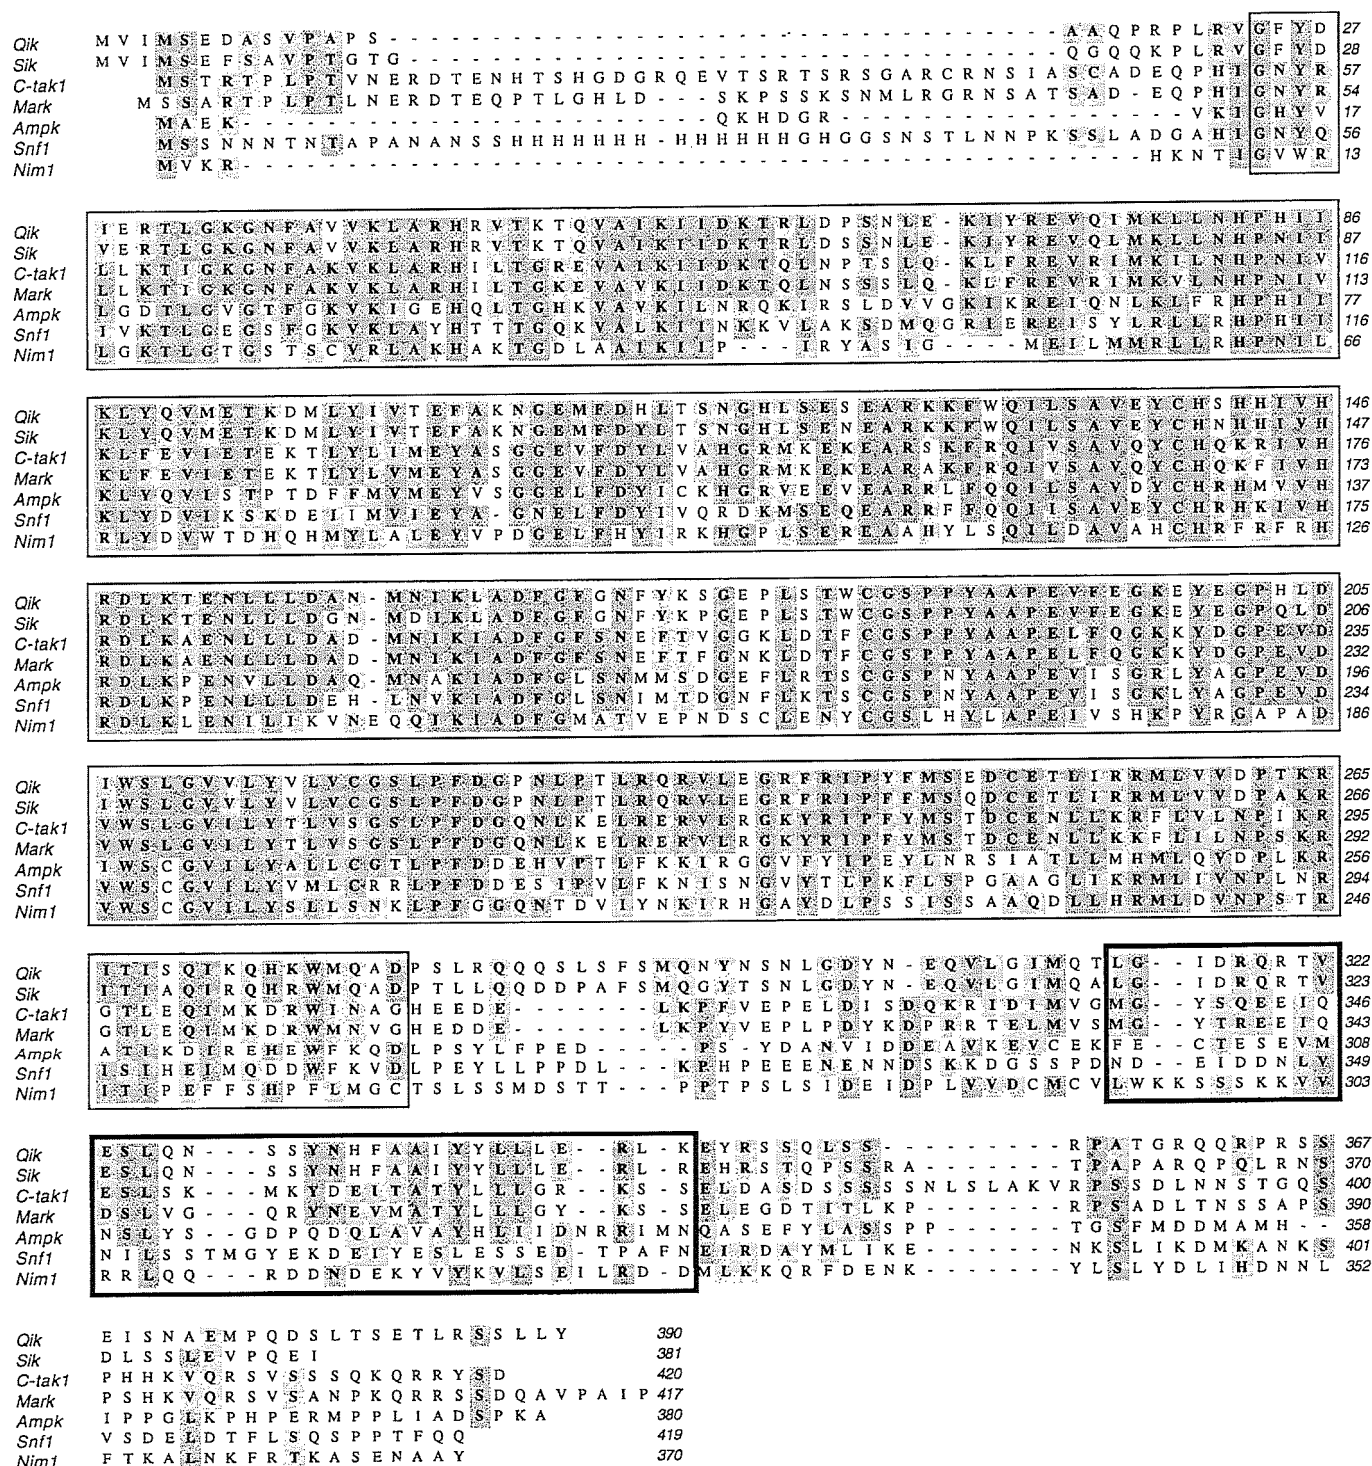 Qik M V I M S E D A S V P A P S - - - - - - - - - - - - - - - - - - - - - - - - - - - - - - - - - A A Q P R P L R V G F Y D 27
Sik M V I M S E F S A V P T G T G - - - - - - - - - - - - - - - - - - - - - - - - - - - - - - - - Q G Q Q K P L R V G F Y D 28
C-tak1 M S T R T P L P T V N E R D T E N H T S H G D G R Q E V T S R T S R S G A R C R N S I A S C A D E Q P H I G N Y R 57
Mark M S S A R T P L P T L N E R D T E Q P T L G H L D - - - S K P S S K S N M L R G R N S A T S A D - E Q P H I G N Y R 54
Ampk M A E K - - - - - - - - - - - - - - - - - - - - - - - Q K H D G R - - - - - - - - - - - - - - - - - V K I G H Y V 17
Snf1 M S S N N N T N T A P A N A N S S H H H H H H H - H H H H H H G H G G S N S T L N N P K S S L A D G A H I G N Y Q 56
Nim1 M V K R - - - - - - - - - - - - - - - - - - - - - - - - - - - - - - - - - - - - - - - - - - - H K N T I G V W R 13
Qik I E R T L G K G N F A V V K L A R H R V T K T Q V A I K I I D K T R L D P S N L E - K I Y R E V Q I M K L L N H P H I I 86
Sik V E R T L G K G N F A V V K L A R H R V T K T Q V A I K I I D K T R L D S S N L E - K I Y R E V Q L M K L L N H P N I I 87
C-tak1 L L K T I G K G N F A K V K L A R H I L T G R E V A I K I I D K T Q L N P T S L Q - K L F R E V R I M K I L N H P N I V 116
Mark L L K T I G K G N F A K V K L A R H I L T G K E V A V K I I D K T Q L N S S S L Q - K L F R E V R I M K V L N H P N I V 113
Ampk L G D T L G V G T F G K V K I G E H Q L T G H K V A V K I L N R Q K I R S L D V V G K I K R E I Q N L K L F R H P H I I 77
Snf1 I V K T L G E G S F G K V K L A Y H T T T G Q K V A L K I I N K K V L A K S D M Q G R I E R E I S Y L R L L R H P H I I 116
Nim1 L G K T L G T G S T S C V R L A K H A K T G D L A A I K I I P - - - I R Y A S I G - - - - M E I L M M R L L R H P N I L 66
Qik K L Y Q V M E T K D M L Y I V T E F A K N G E M F D H L T S N G H L S E S E A R K K F W Q I L S A V E Y C H S H H I V H 146
Sik K L Y Q V M E T K D M L Y I V T E F A K N G E M F D Y L T S N G H L S E N E A R K K F W Q I L S A V E Y C H N H H I V H 147
C-tak1 K L F E V I E T E K T L Y L I M E Y A S G G E V F D Y L V A H G R M K E K E A R S K F R Q I V S A V Q Y C H Q K R I V H 176
Mark K L F E V I E T E K T L Y L V M E Y A S G G E V F D Y L V A H G R M K E K E A R A K F R Q I V S A V Q Y C H Q K F I V H 173
Ampk K L Y Q V I S T P T D F F M V M E Y V S G G E L F D Y I C K H G R V E E V E A R R L F Q Q I L S A V D Y C H R H M V V H 137
Snf1 K L Y D V I K S K D E I I M V I E Y A - G N E L F D Y I V Q R D K M S E Q E A R R F F Q Q I I S A V E Y C H R H K I V H 175
Nim1 R L Y D V W T D H Q H M Y L A L E Y V P D G E L F H Y I R K H G P L S E R E A A H Y L S Q I L D A V A H C H R F R F R H 126
Qik R D L K T E N L L L D A N - M N I K L A D F G F G N F Y K S G E P L S T W C G S P P Y A A P E V F E G K E Y E G P H L D 205
Sik R D L K T E N L L L D G N - M D I K L A D F G F G N F Y K P G E P L S T W C G S P P Y A A P E V F E G K E Y E G P Q L D 206
C-tak1 R D L K A E N L L L D A D - M N I K I A D F G F S N E F T V G G K L D T F C G S P P Y A A P E L F Q G K K Y D G P E V D 235
Mark R D L K A E N L L L D A D - M N I K I A D F G F S N E F T F G N K L D T F C G S P P Y A A P E L F Q G K K Y D G P E V D 232
Ampk R D L K P E N V L L D A Q - M N A K I A D F G L S N M M S D G E F L R T S C G S P N Y A A P E V I S G R L Y A G P E V D 196
Snf1 R D L K P E N L L L D E H - L N V K I A D F G L S N I M T D G N F L K T S C G S P N Y A A P E V I S G K L Y A G P E V D 234
Nim1 R D L K L E N I L I K V N E Q Q I K I A D F G M A T V E P N D S C L E N Y C G S L H Y L A P E I V S H K P Y R G A P A D 186
Qik I W S L G V V L Y V L V C G S L P F D G P N L P T L R Q R V L E G R F R I P Y F M S E D C E T L I R R M L V V D P T K R 265
Sik I W S L G V V L Y V L V C G S L P F D G P N L P T L R Q R V L E G R F R I P F F M S Q D C E T L I R R M L V V D P A K R 266
C-tak1 V W S L G V I L Y T L V S G S L P F D G Q N L K E L R E R V L R G K Y R I P F Y M S T D C E N L L K R F L V L N P I K R 295
Mark V W S L G V I L Y T L V S G S L P F D G Q N L K E L R E R V L R G K Y R I P F Y M S T D C E N L L K K F L I L N P S K R 292
Ampk I W S C G V I L Y A L L C G T L P F D D E H V P T L F K K I R G G V F Y I P E Y L N R S I A T L L M H M L Q V D P L K R 256
Snf1 V W S C G V I L Y V M L C R R L P F D D E S I P V L F K N I S N G V Y T L P K F L S P G A A G L I K R M L I V N P L N R 294
Nim1 V W S C G V I L Y S L L S N K L P F G G Q N T D V I Y N K I R H G A Y D L P S S I S S A A Q D L L H R M L D V N P S T R 246
Qik I T I S Q I K Q H K W M Q A D P S L R Q Q Q S L S F S M Q N Y N S N L G D Y N - E Q V L G I M Q T L G - - I D R Q R T V 322
Sik I T I A Q I R Q H R W M Q A D P T L L Q Q D D P A F S M Q G Y T S N L G D Y N - E Q V L G I M Q A L G - - I D R Q R T V 323
C-tak1 G T L E Q I M K D R W I N A G H E E D E - - - - - - - L K P F V E P E L D I S D Q K R I D I M V G M G - - Y S Q E E I Q 346
Mark G T L E Q I M K D R W M N V G H E D D E - - - - - - - L K P Y V E P L P D Y K D P R R T E L M V S M G - - Y T R E E I Q 343
Ampk A T I K D I R E H E W F K Q D L P S Y L F P E D - - - - - P S - Y D A N V I D D E A V K E V C E K F E - - C T E S E V M 308
Snf1 I S I H E I M Q D D W F K V D L P E Y L L P P D L - - - K P H P E E E N E N N D S K K D G S S P D N D - - E I D D N L V 349
Nim1 I T I P E F F S H P F L M G C T S L S S M D S T T - - - P P T P S L S I D E I D P L V V D C M C V L W K K S S S K K V V 303
Qik E S L Q N - - - S S Y N H F A A I Y Y L L L E - - R L - K E Y R S S Q L S S - - - - - - - - - R P A T G R Q Q R P R S S 367
Sik E S L Q N - - - S S Y N H F A A I Y Y L L L E - - R L - R E H R S T Q P S S R A - - - - - - - T P A P A R Q P Q L R N S 370
C-tak1 E S L S K - - - M K Y D E I T A T Y L L L G R - - K S - S E L D A S D S S S S S N L S L A K V R P S S D L N N S T G Q S 400
Mark D S L V G - - - Q R Y N E V M A T Y L L L G Y - - K S - S E L E G D T I T L K P - - - - - - - R P S A D L T N S S A P S 390
Ampk N S L Y S - - G D P Q D Q L A V A Y H L I I D N R R I M N Q A S E F Y L A S S P P - - - - - - T G S F M D D M A M H - - 358
Snf1 N I L S S T M G Y E K D E I Y E S L E S S E D - T P A F N E I R D A Y M L I K E - - - - - - - N K S L I K D M K A N K S 401
Nim1 R R L Q Q - - - R D D N D E K Y V Y K V L S E I L R D - D M L K K Q R F D E N K - - - - - - - Y L S L Y D L I H D N N L 352
Qik E I S N A E M P Q D S L T S E T L R S S L L Y 390
Sik D L S S L E V P Q E I 381
C-tak1 P H H K V Q R S V S S S Q K Q R R Y S D 420
Mark P S H K V Q R S V S A N P K Q R R S S D Q A V P A I P 417
Ampk I P P G L K P H P E R M P P L I A D S P K A 380
Snf1 V S D E L D T F L S Q S P P T F Q Q 419
Nim1 F T K A L N K F R T K A S E N A A Y 370